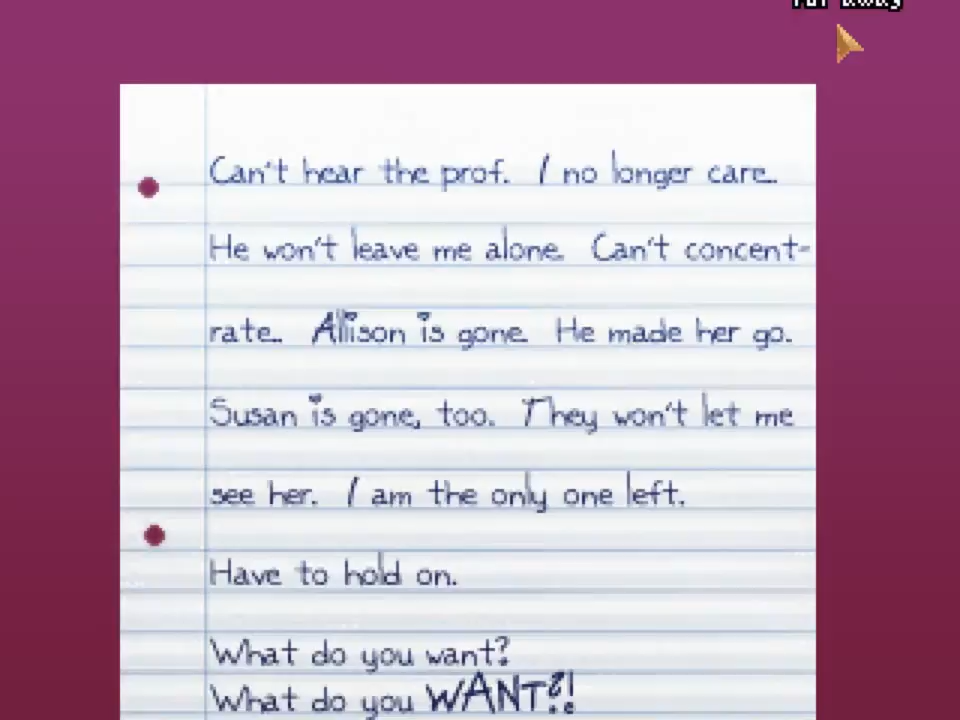 far away
Can't hear the prof. I no longer care.
He won't leave me alone. Can't concent-
rate. Allison is gone. He made her go.
Susan is gone, too. They won't let me
see her. I am the only one left.
Have to hold on.
What do you want?
What do you WANT?!